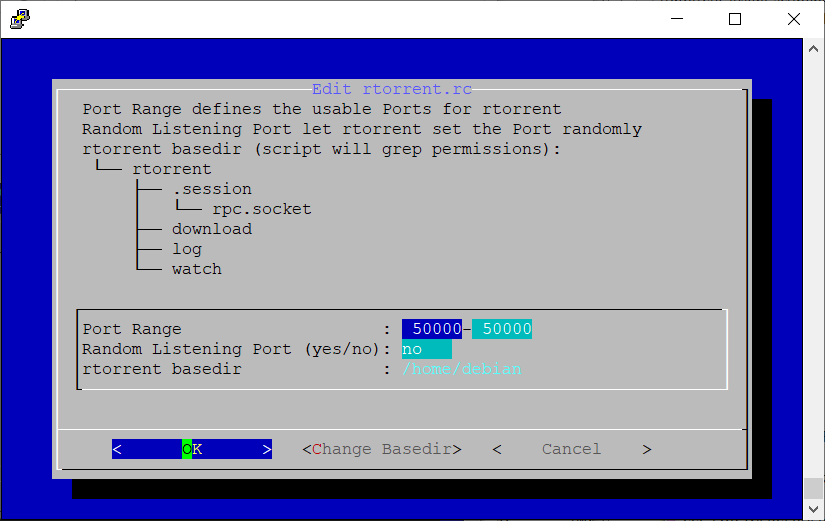 Edit rtorrent.rc
Port Range defines the usable Ports for rtorrent
Random Listening Port let rtorrent set the Port randomly
rtorrent basedir (script will grep permissions):
└── rtorrent
├── .session
│   └── rpc.socket
├── download
├── log
└── watch
Port Range                    :  50000- 50000
Random Listening Port (yes/no): no
rtorrent basedir              : /home/debian
<      OK      >   <Change Basedir>   <    Cancel    >